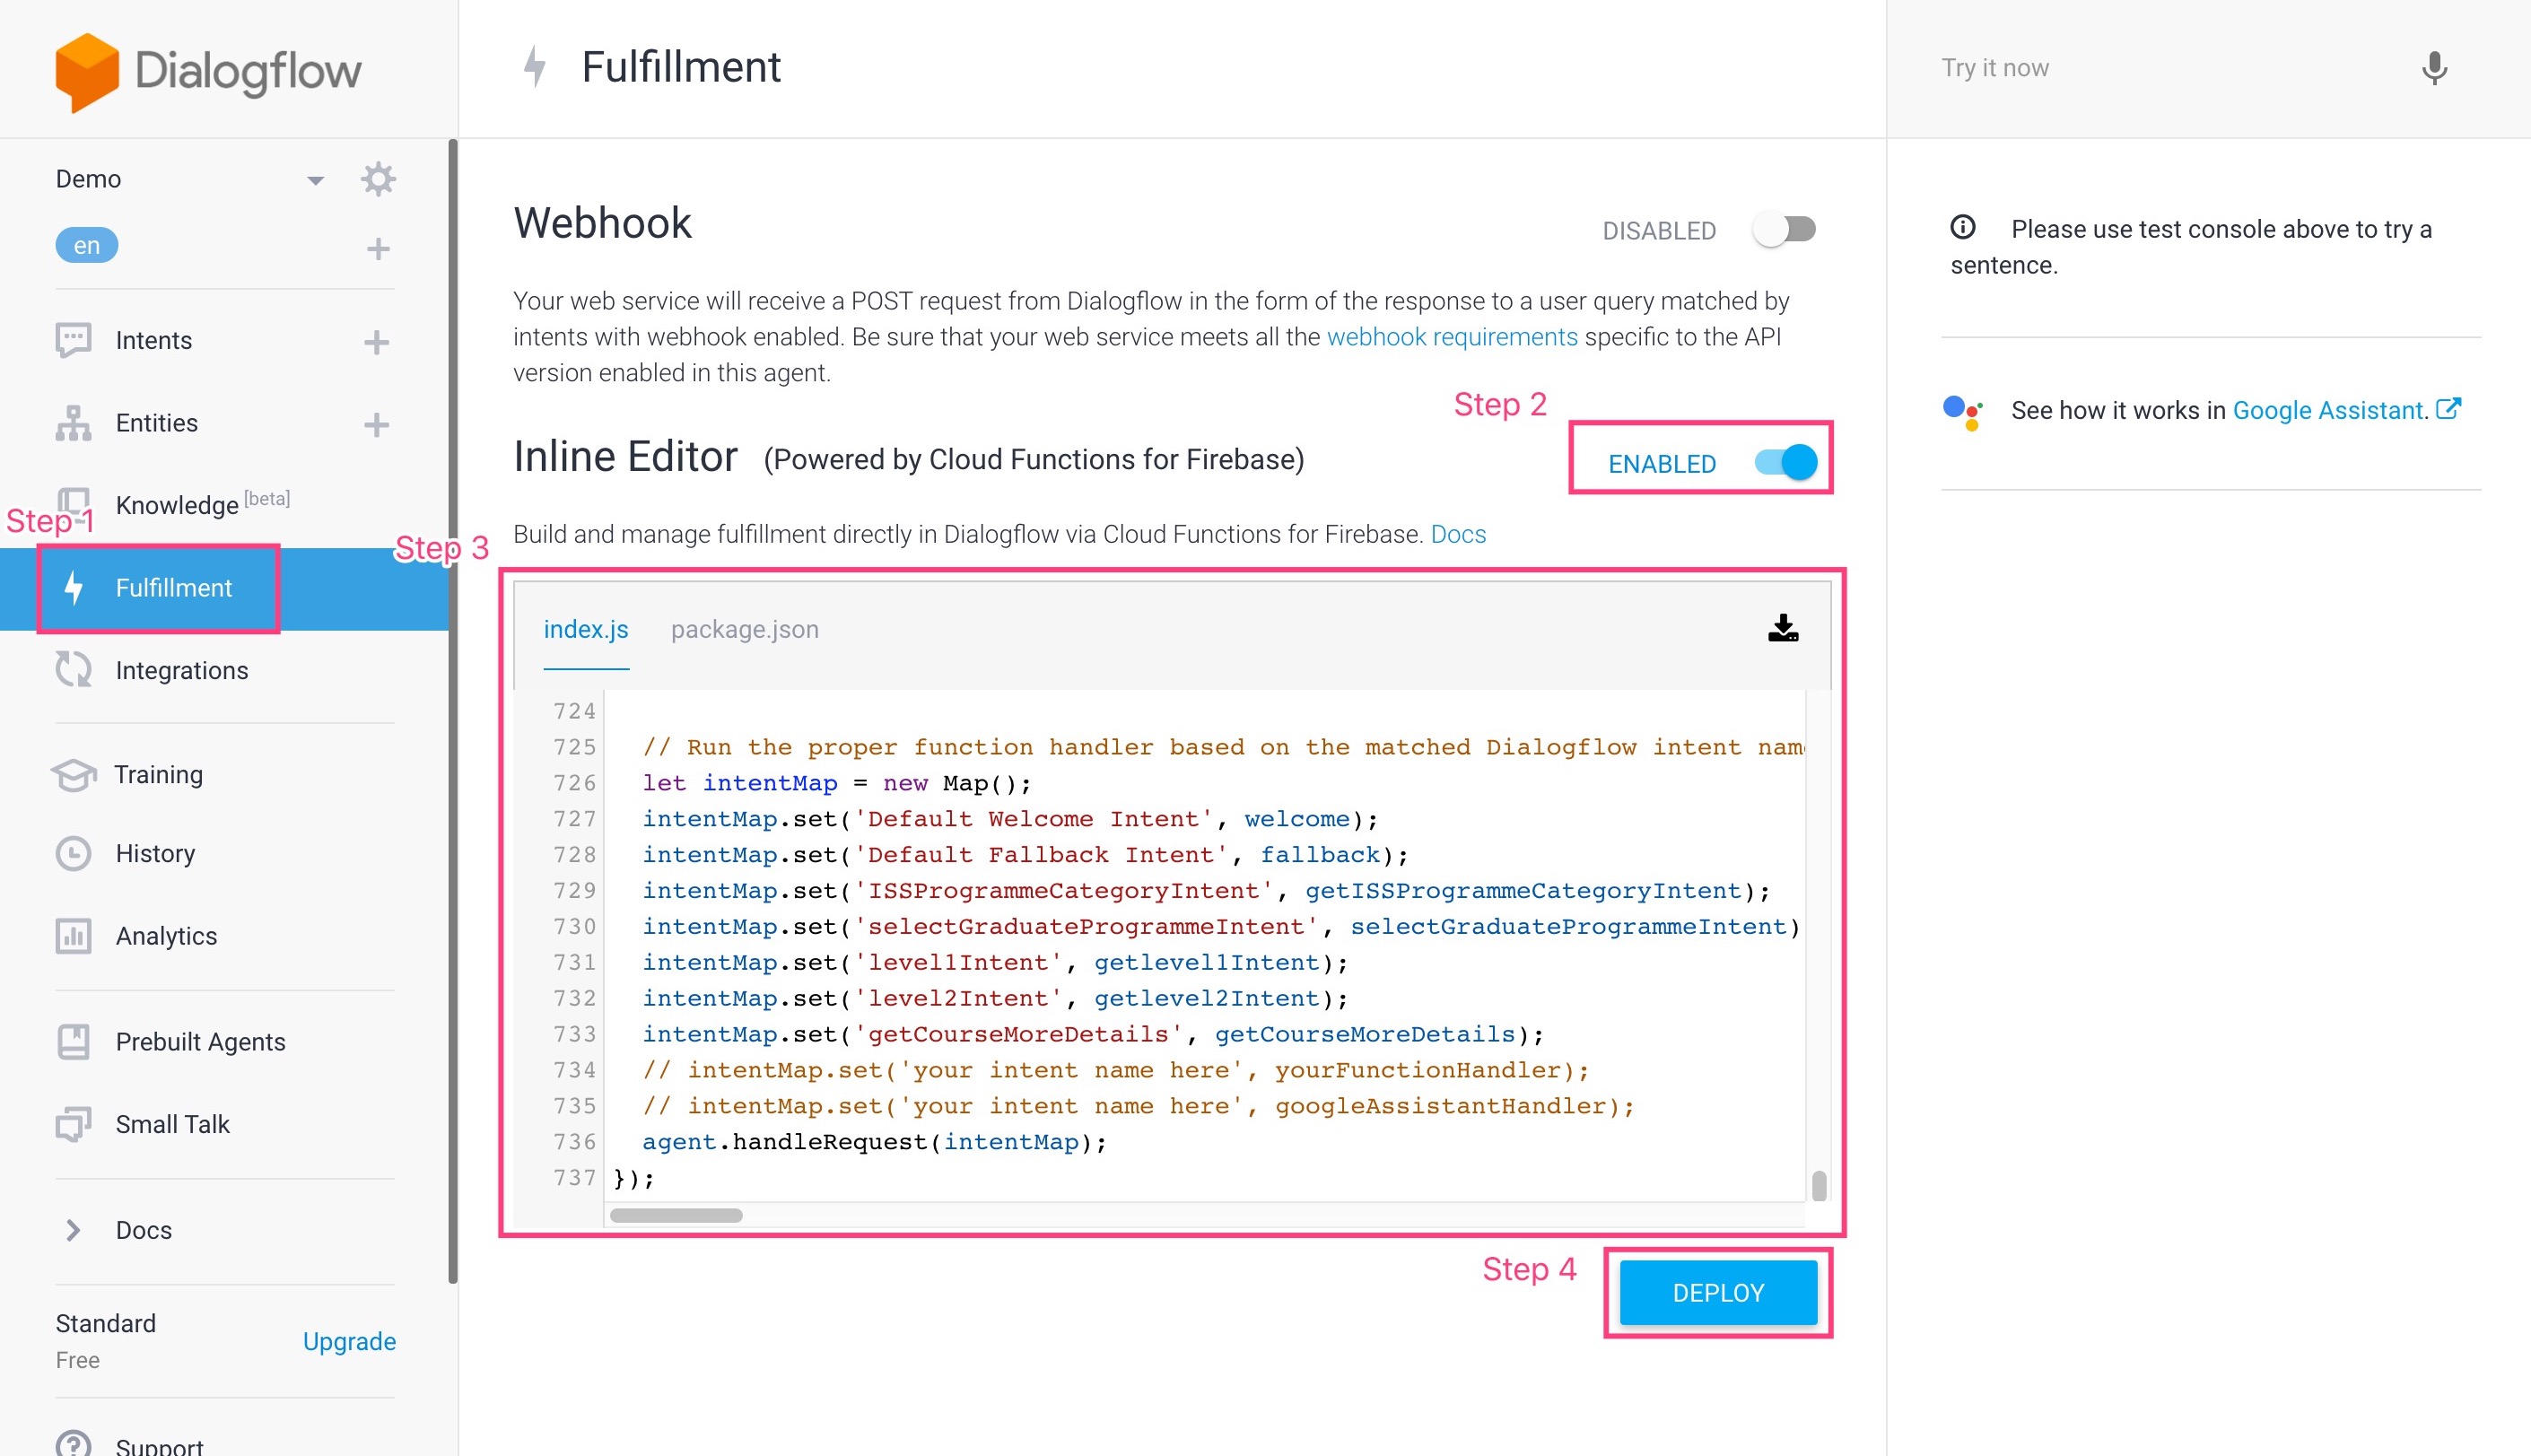 Dialogflow
Fulfillment
Try it now
Demo
en
Intents
Entities
Knowledge [beta]
Step 1
Fulfillment
Integrations
Training
History
Analytics
Prebuilt Agents
Small Talk
Docs
Standard
Free
Upgrade
Support
Webhook
DISABLED
Your web service will receive a POST request from Dialogflow in the form of the response to a user query matched by
intents with webhook enabled. Be sure that your web service meets all the webhook requirements specific to the API
version enabled in this agent.
Step 2
Inline Editor (Powered by Cloud Functions for Firebase)
ENABLED
Build and manage fulfillment directly in Dialogflow via Cloud Functions for Firebase. Docs
Step 3
index.js package.json
724
725 // Run the proper function handler based on the matched Dialogflow intent nam
726 let intentMap = new Map();
727 intentMap.set('Default Welcome Intent', welcome);
728 intentMap.set('Default Fallback Intent', fallback);
729 intentMap.set('ISSProgrammeCategoryIntent', getISSProgrammeCategoryIntent);
730 intentMap.set('selectGraduateProgrammeIntent', selectGraduateProgrammeIntent)
731 intentMap.set('level1Intent', getlevel1Intent);
732 intentMap.set('level2Intent', getlevel2Intent);
733 intentMap.set('getCourseMoreDetails', getCourseMoreDetails);
734 // intentMap.set('your intent name here', yourFunctionHandler);
735 // intentMap.set('your intent name here', googleAssistantHandler);
736 agent.handleRequest(intentMap);
737 });
Step 4
DEPLOY
Please use test console above to try a
sentence.
See how it works in Google Assistant.